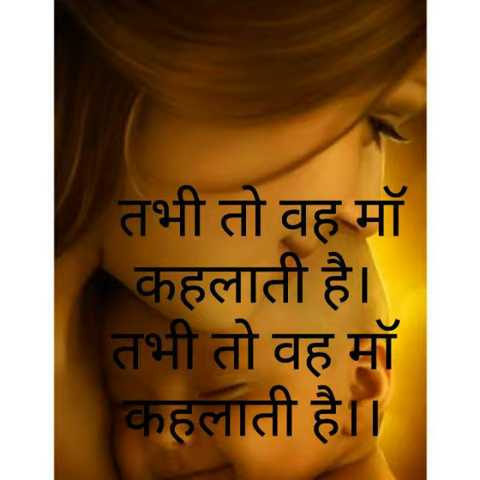 तभी तो वह मॉ
कहलाती है।
तभी तो वह मॉ
कहलाती है।।